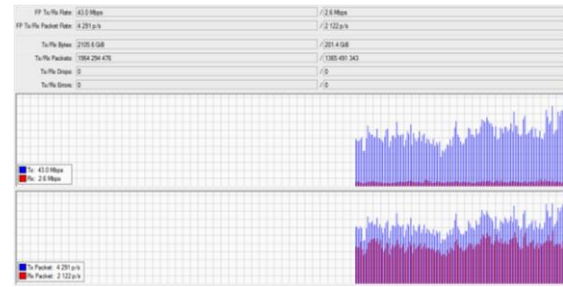 FP Tx/Rx Rate: 43.0 Mbps / 2.6 Mbps
FP Tx/Rx Packet Rate: 4 291 p/s / 2 122 p/s
Tx/Rx Bytes: 2105.6 GiB / 201.4 GiB
Tx/Rx Packets: 1964 294 476 / 1365 491 343
Tx/Rx Drops: 0 / 0
Tx/Rx Errors: 0 / 0
Tx: 43.0 Mbps
Rx: 2.6 Mbps
Tx Packet: 4 291 p/s
Rx Packet: 2 122 p/s